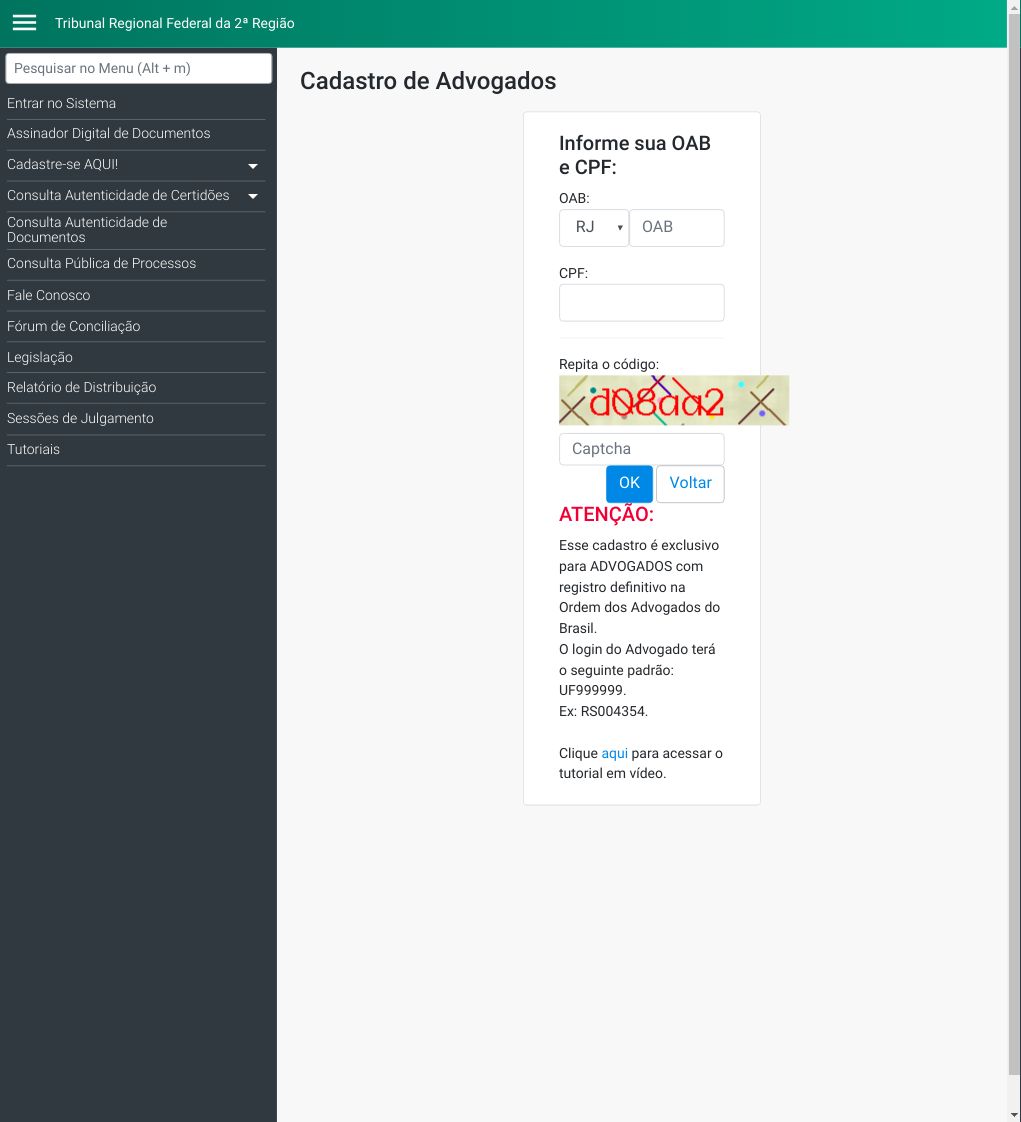 Tribunal Regional Federal da 2ª Região
Pesquisar no Menu (Alt + m)
Entrar no Sistema
Assinador Digital de Documentos
Cadastre-se AQUI!
Consulta Autenticidade de Certidões
Consulta Autenticidade de
Documentos
Consulta Pública de Processos
Fale Conosco
Fórum de Conciliação
Legislação
Relatório de Distribuição
Sessões de Julgamento
Tutoriais
Cadastro de Advogados
Informe sua OAB
e CPF:
OAB:
RJ OAB
CPF:
Repita o código:
d08aa2
Captcha
OK Voltar
ATENÇÃO:
Esse cadastro é exclusivo
para ADVOGADOS com
registro definitivo na
Ordem dos Advogados do
Brasil.
O login do Advogado terá
o seguinte padrão:
UF999999.
Ex: RS004354.
Clique aqui para acessar o
tutorial em vídeo.